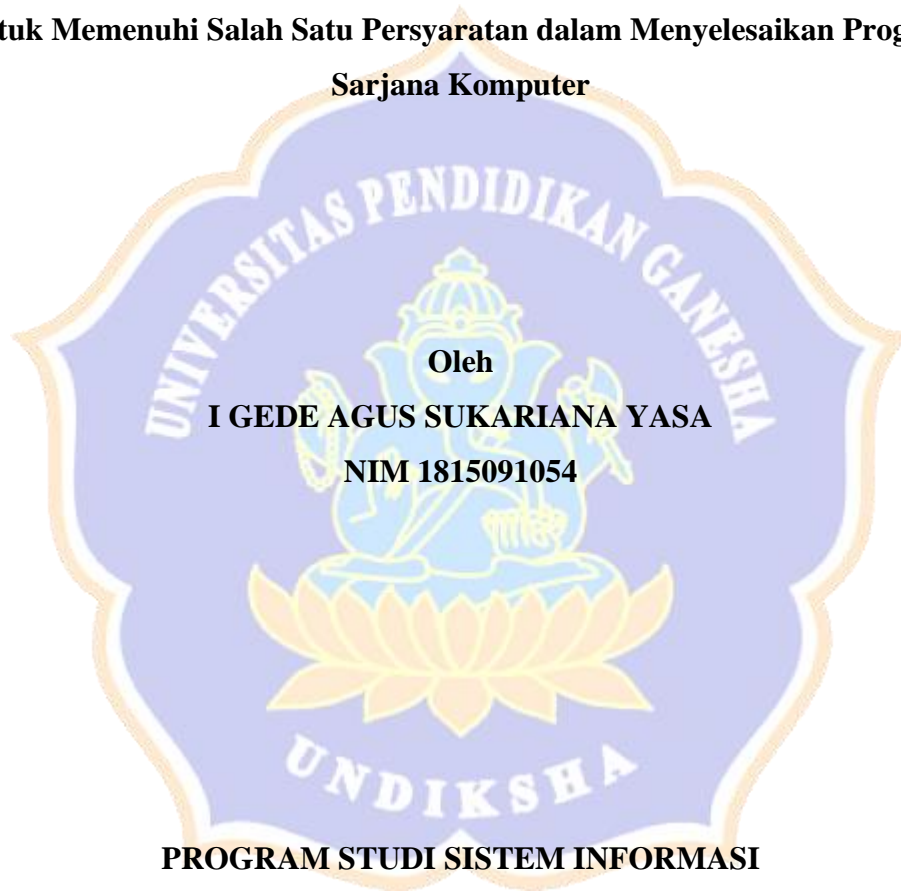 tuk Memenuhi Salah Satu Persyaratan dalam Menyelesaikan Prog
Sarjana Komputer
UNIVERSITAS PENDIDIKAN GANESHA
Oleh
I GEDE AGUS SUKARIANA YASA
NIM 1815091054
UNDIKSHA
PROGRAM STUDI SISTEM INFORMASI